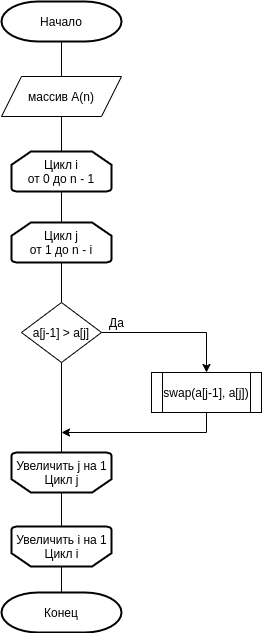 Начало
массив A(n)
Цикл i
от 0 до n - 1
Цикл j
от 1 до n - i
a[j-1] > a[j]
Да
swap(a[j-1], a[j])
Увеличить j на 1
Цикл j
Увеличить i на 1
Цикл i
Конец